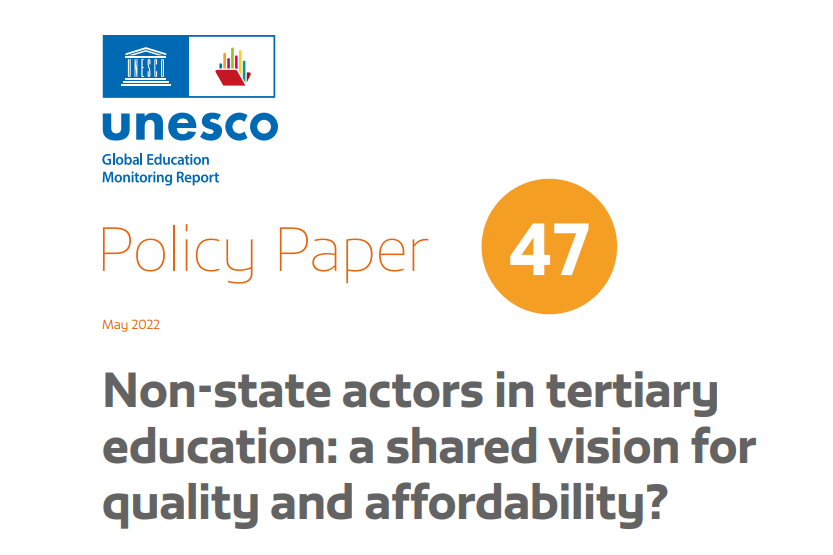 UNESCO
unesco
Global Education
Monitoring Report
Policy Paper
47
May 2022
Non-state actors in tertiary
education: a shared vision for
quality and affordability?